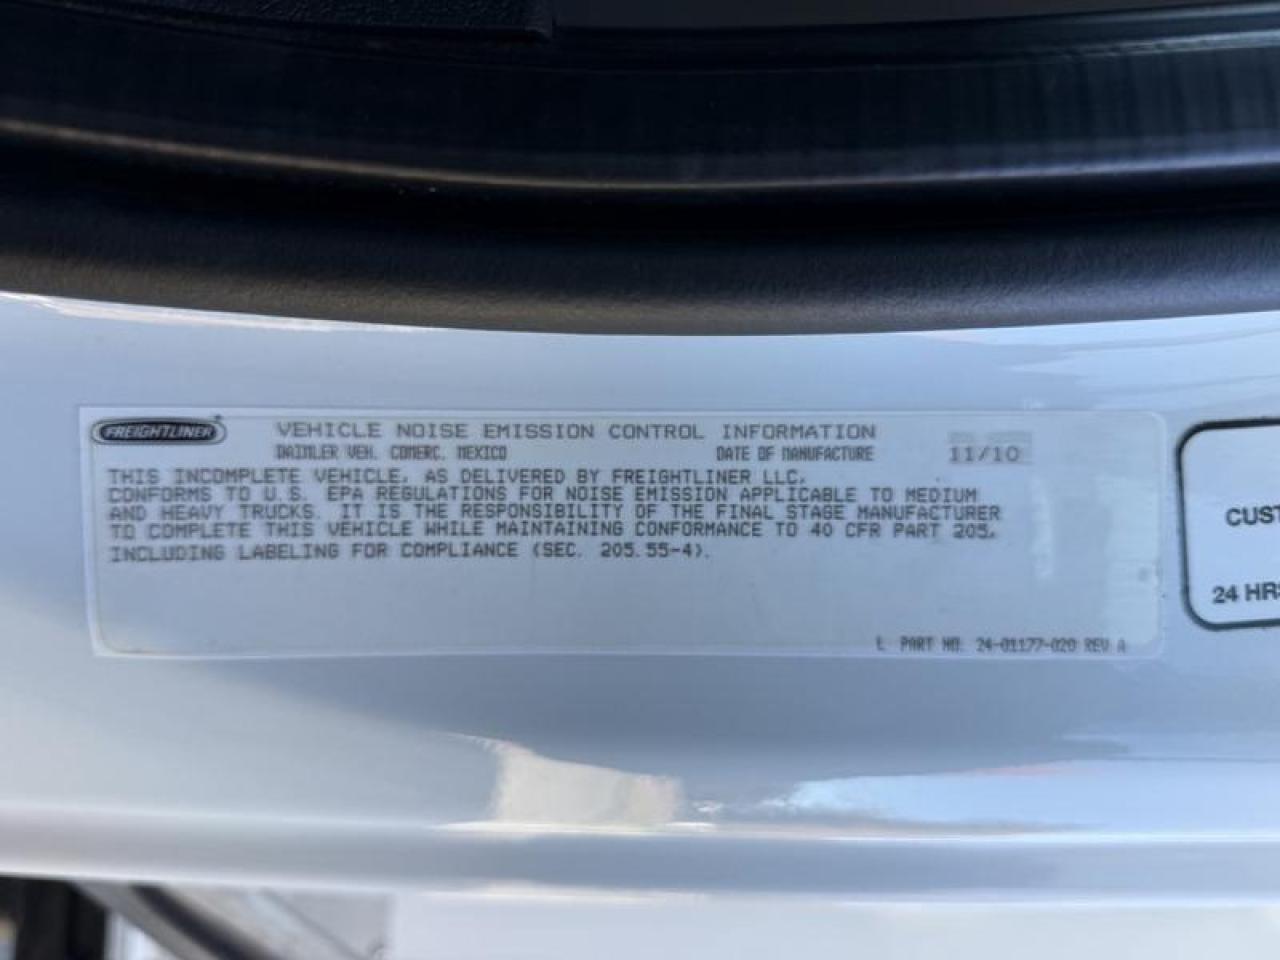 FREIGHTLINER VEHICLE NOISE EMISSION CONTROL INFORMATION
DAIMLER VEH. COMERC. MEXICO DATE OF MANUFACTURE 11/10
THIS INCOMPLETE VEHICLE, AS DELIVERED BY FREIGHTLINER LLC,
CONFORMS TO U.S. EPA REGULATIONS FOR NOISE EMISSION APPLICABLE TO MEDIUM
AND HEAVY TRUCKS. IT IS THE RESPONSIBILITY OF THE FINAL STAGE MANUFACTURER
TO COMPLETE THIS VEHICLE WHILE MAINTAINING CONFORMANCE TO 40 CFR PART 205,
INCLUDING LABELING FOR COMPLIANCE (SEC. 205.55-4).
L PART NO. 24-01177-020 REV A
CUST
24 HRS